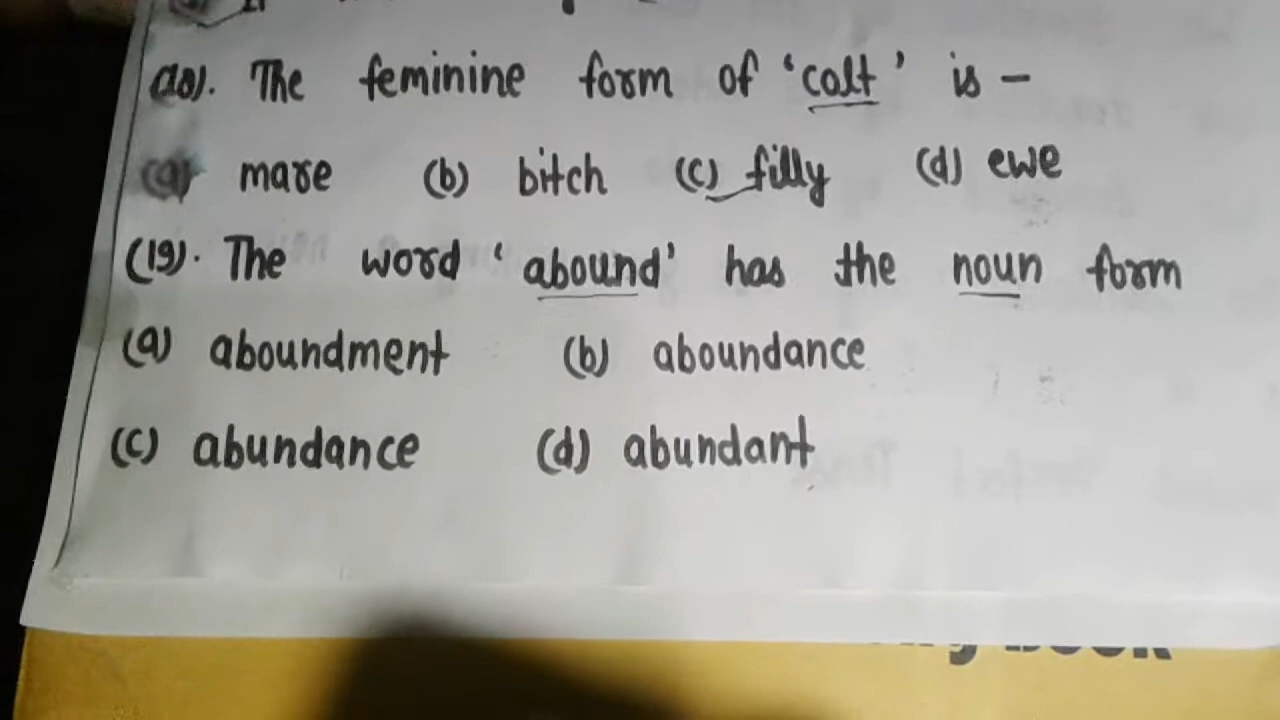 (18). The feminine form of 'colt' is –
(a) mare (b) bitch (c) filly (d) ewe
(19). The word 'abound' has the noun form
(a) aboundment (b) aboundance
(c) abundance (d) abundant